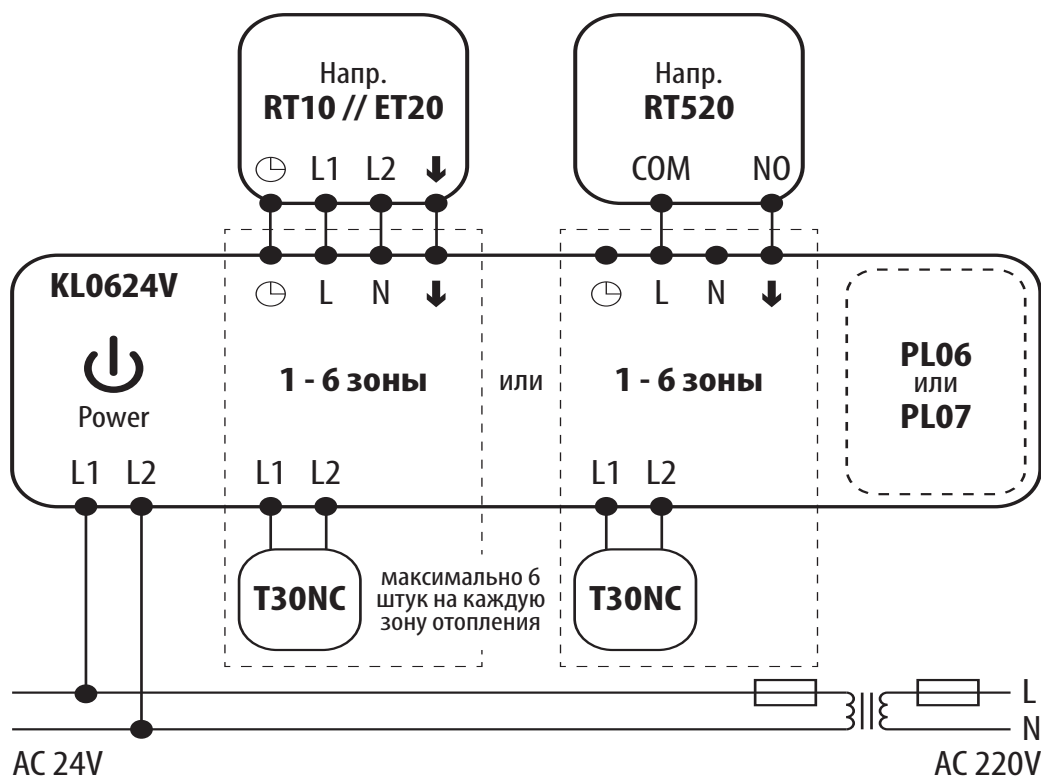 Напр.
RT10 // ET20
L1 L2
Напр.
RT520
COM NO
KL0624V
Power
L N
1 - 6 зоны
или
L N
1 - 6 зоны
PL06
или
PL07
L1 L2
L1 L2
L1 L2
T30NC
максимально 6
штук на каждую
зону отопления
T30NC
L
N
AC 24V
AC 220V